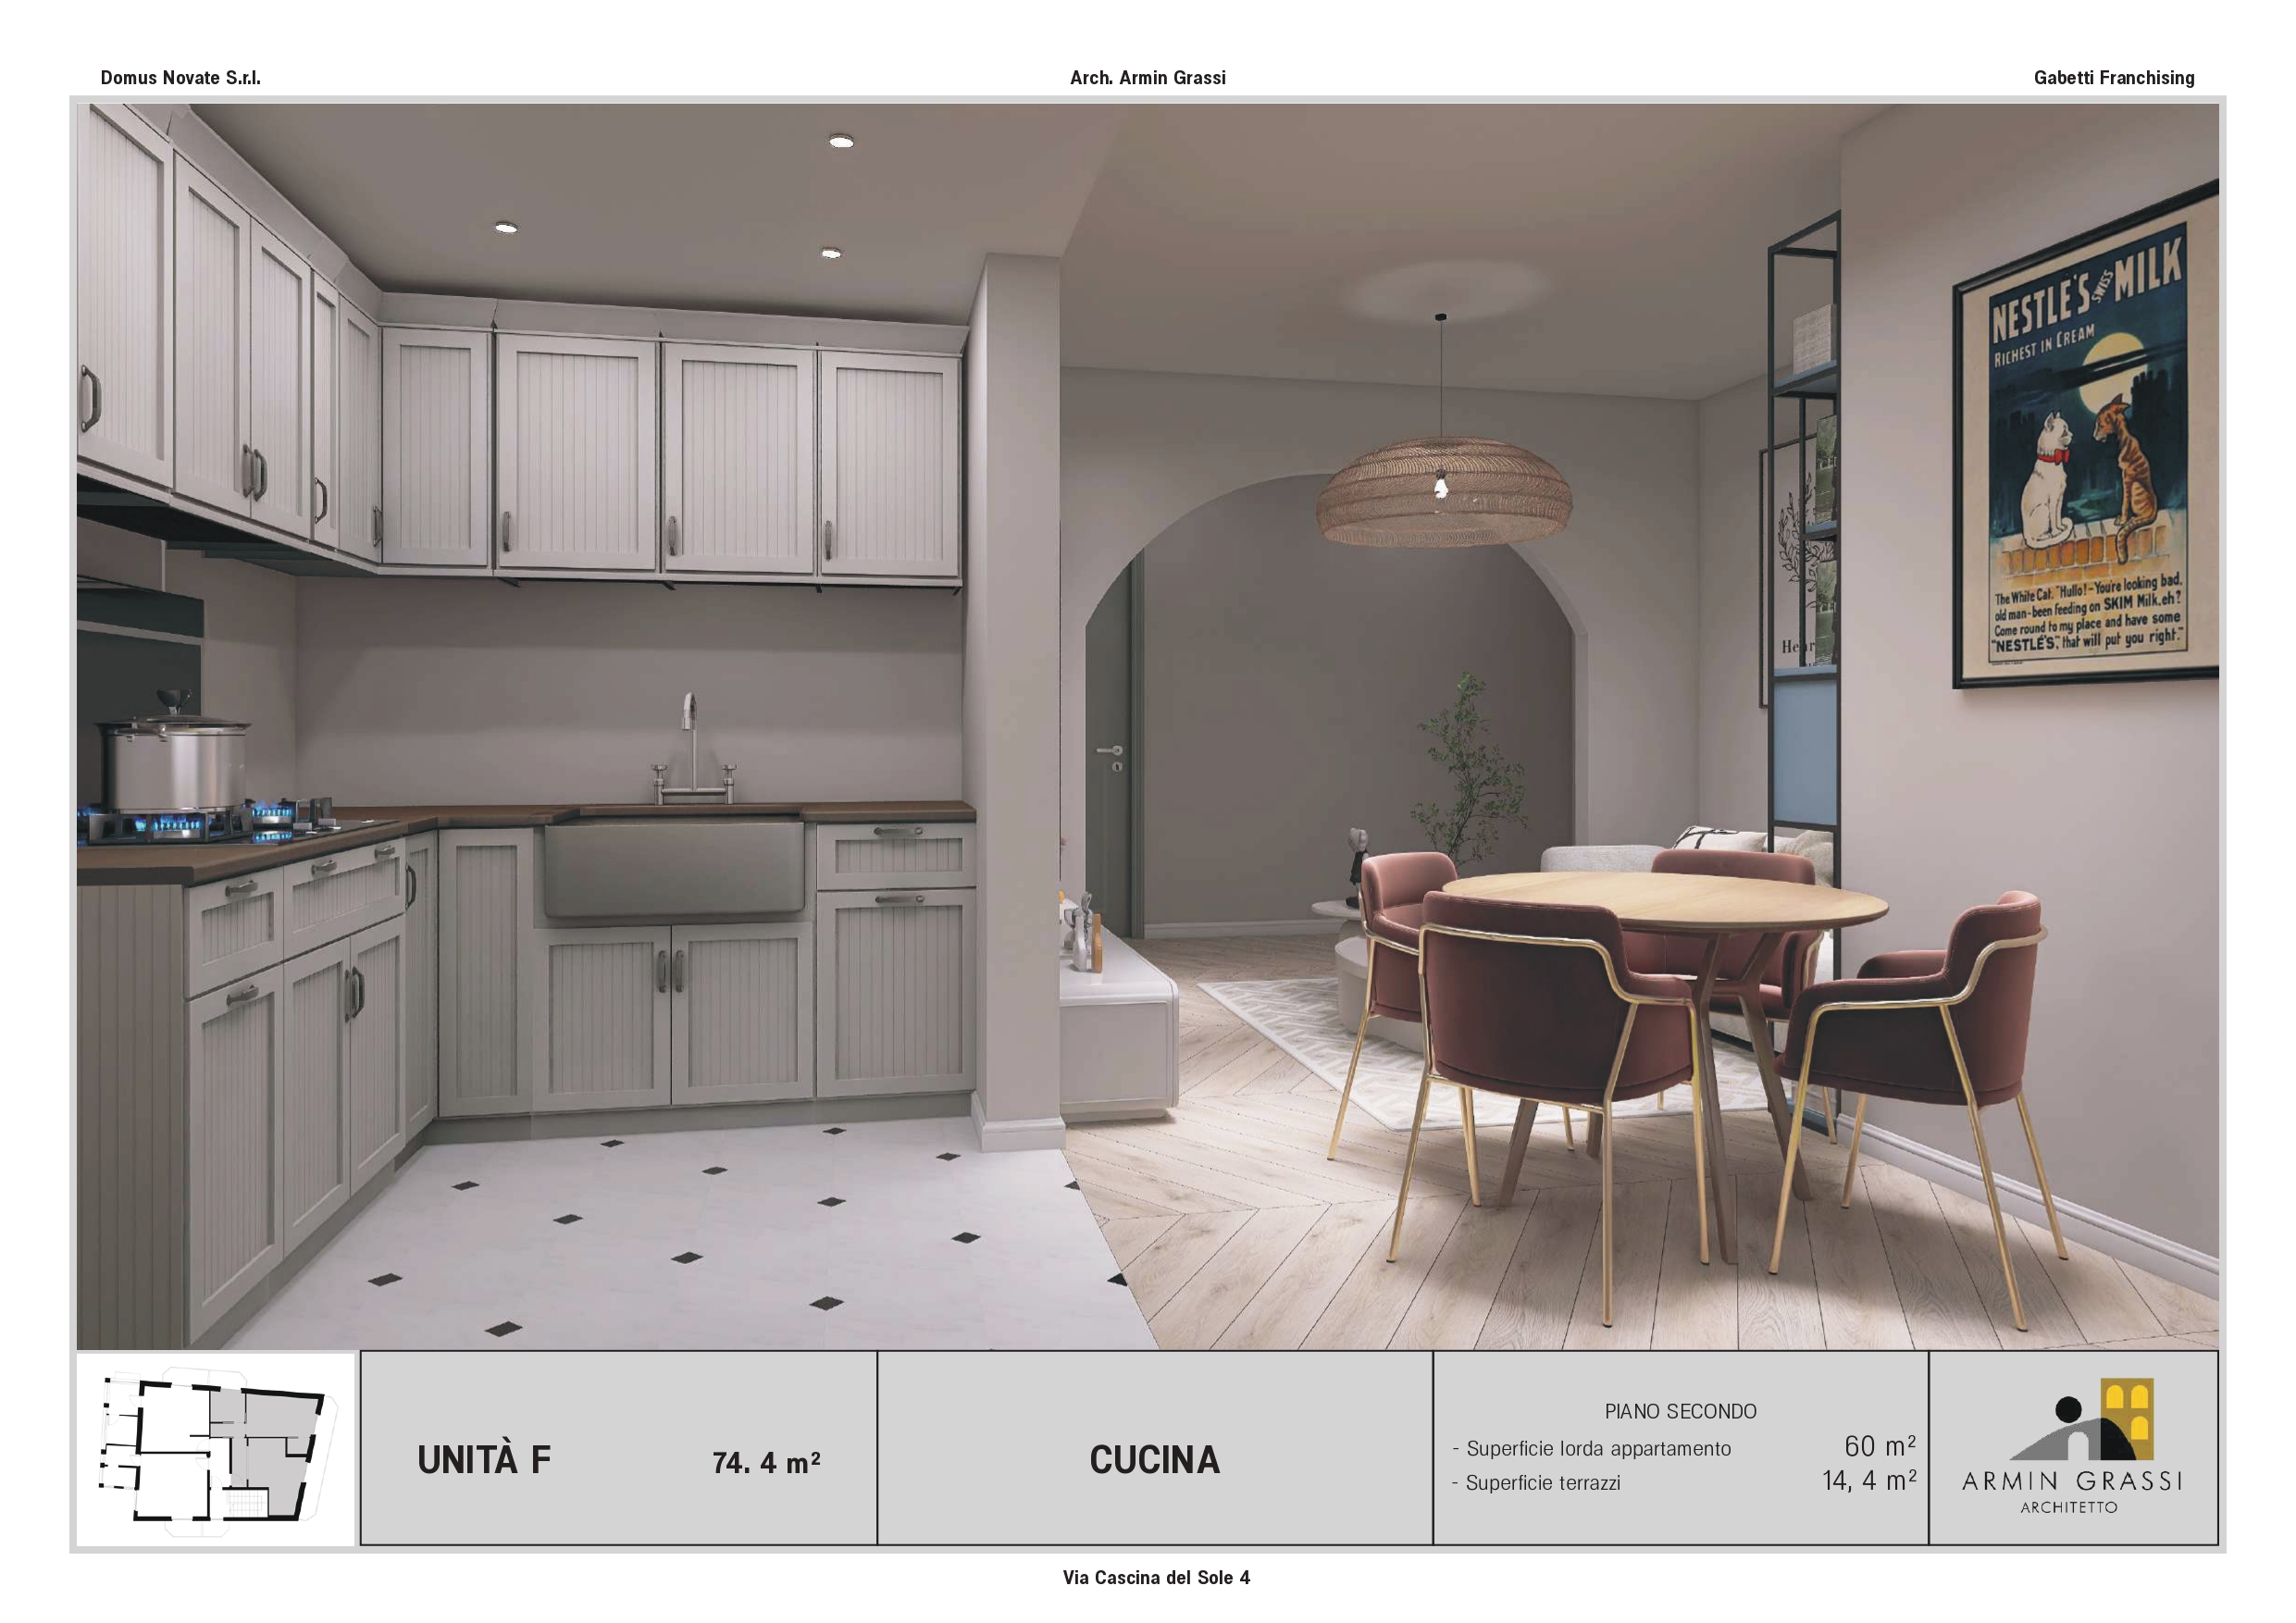 Domus Novate S.r.l.
Arch. Armin Grassi
Gabetti Franchising
NESTLE'S SWISS MILK
RICHEST IN CREAM
The White Cat. "Hullo!-You're looking bad,
old man-been feeding on SKIM Milk,eh?
Come round to my place and have some
"NESTLÉ'S", that will put you right."
UNITÀ F
74. 4 m²
CUCINA
PIANO SECONDO
- Superficie lorda appartamento 60 m²
- Superficie terrazzi 14, 4 m²
ARMIN GRASSI
ARCHITETTO
Via Cascina del Sole 4